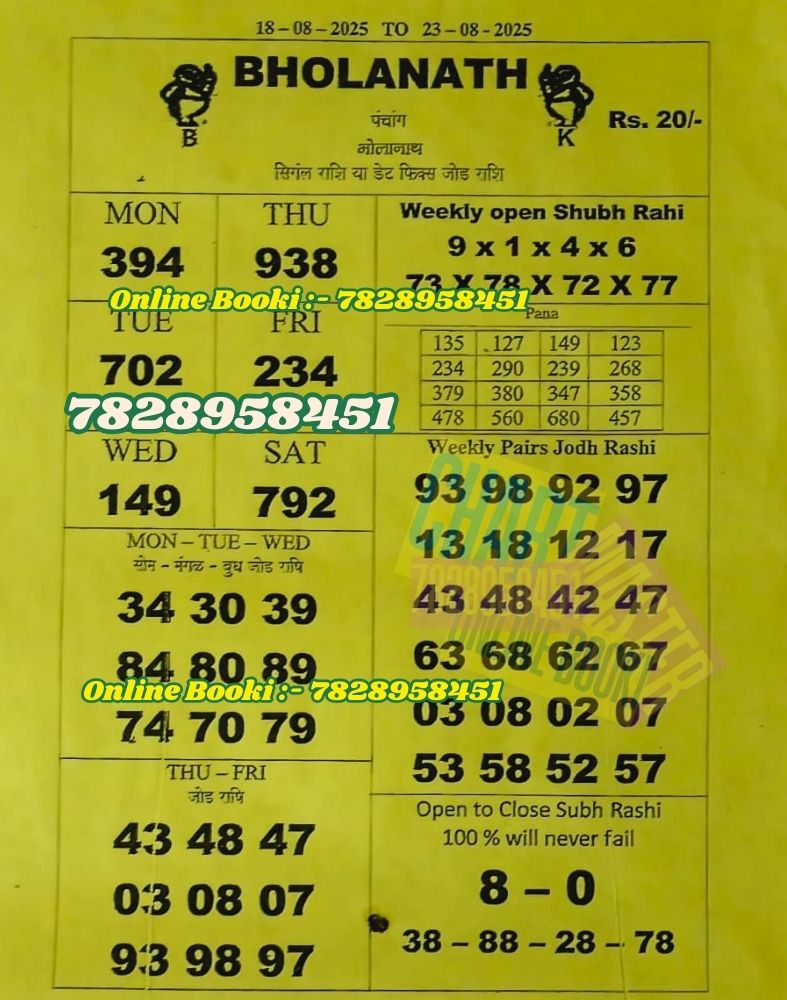 18 – 08 – 2025 TO 23 – 08 - 2025
BHOLANATH
B
K
Rs. 20/-
पंचांग
भोलानाथ
सिगंल राशि या डेट फिक्स जोड राशि
MON THU
394 938
Online Booki :- 7828958451
TUE FRI
702 234
7828958451
WED SAT
149 792
MON – TUE – WED
सोम - मंगळ - बुध जोड राषि
34 30 39
84 80 89
Online Booki :- 7828958451
74 70 79
THU – FRI
जोड राषि
43 48 47
03 08 07
93 98 97
Weekly open Shubh Rahi
9 x 1 x 4 x 6
73 X 78 X 72 X 77
Pana
135 127 149 123
234 290 239 268
379 380 347 358
478 560 680 457
Weekly Pairs Jodh Rashi
93 98 92 97
13 18 12 17
43 48 42 47
63 68 62 67
03 08 02 07
53 58 52 57
CHART MASTER
7828958451
ONLINE BOOKI
Open to Close Subh Rashi
100 % will never fail
8 – 0
38 – 88 – 28 – 78